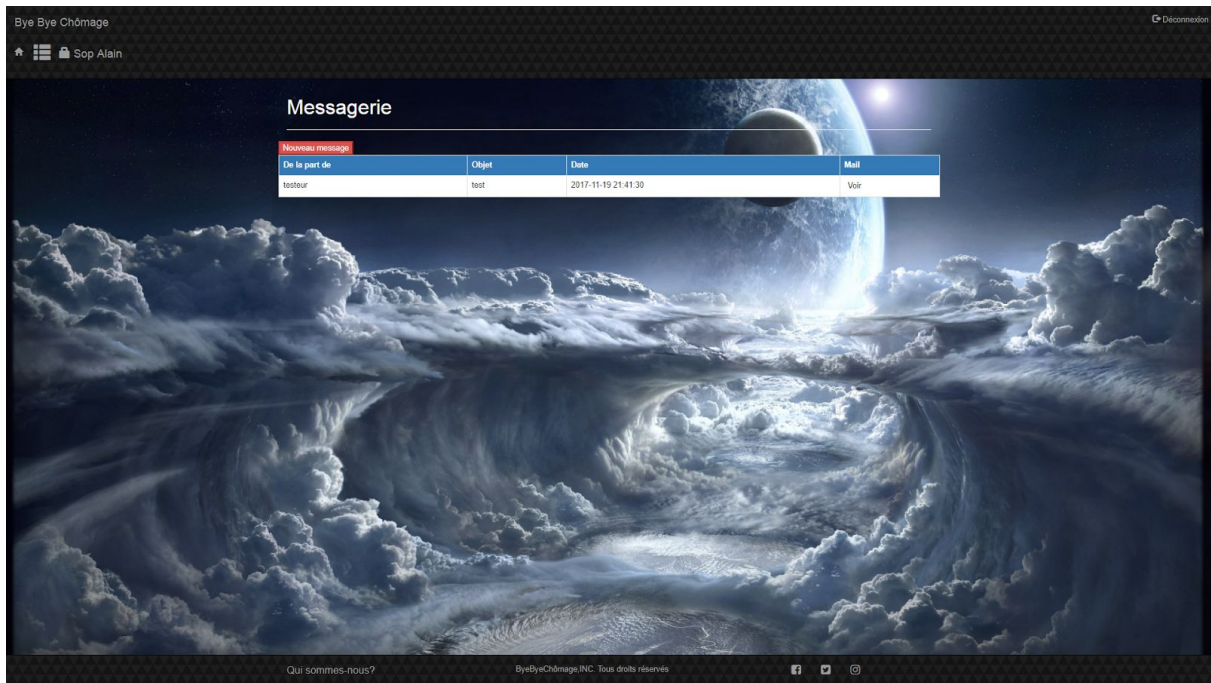 Bye Bye Chômage
Déconnexion
Sop Alain
Messagerie
Nouveau message
De la part de Objet Date Mail
testeur test 2017-11-19 21:41:30 Voir
Qui sommes-nous? ByeByeChômage,INC. Tous droits réservés